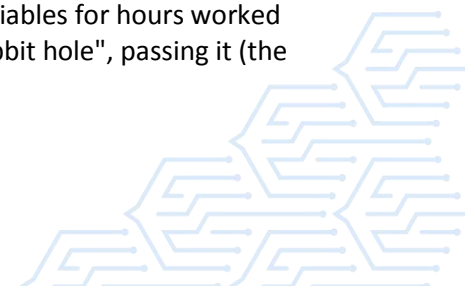 iables for hours worked
bbit hole", passing it (the